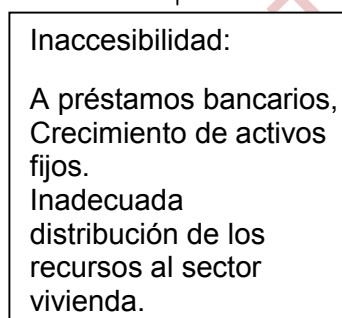 Inaccesibilidad:
A préstamos bancarios,
Crecimiento de activos
fijos.
Inadecuada
distribución de los
recursos al sector
vivienda.